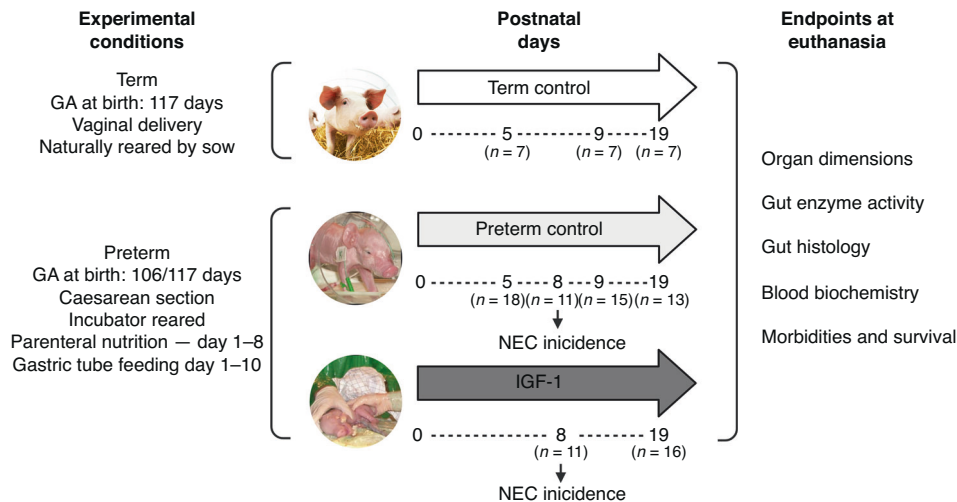 Experimental
conditions
Postnatal
days
Endpoints at
euthanasia
Term
GA at birth: 117 days
Vaginal delivery
Naturally reared by sow
Term control
0 5 9 19
(n = 7) (n = 7) (n = 7)
Preterm
GA at birth: 106/117 days
Caesarean section
Incubator reared
Parenteral nutrition — day 1–8
Gastric tube feeding day 1–10
Preterm control
0 5 8 9 19
(n = 18) (n = 11) (n = 15) (n = 13)
NEC inicidence
IGF-1
0 8 19
(n = 11) (n = 16)
NEC inicidence
Organ dimensions
Gut enzyme activity
Gut histology
Blood biochemistry
Morbidities and survival